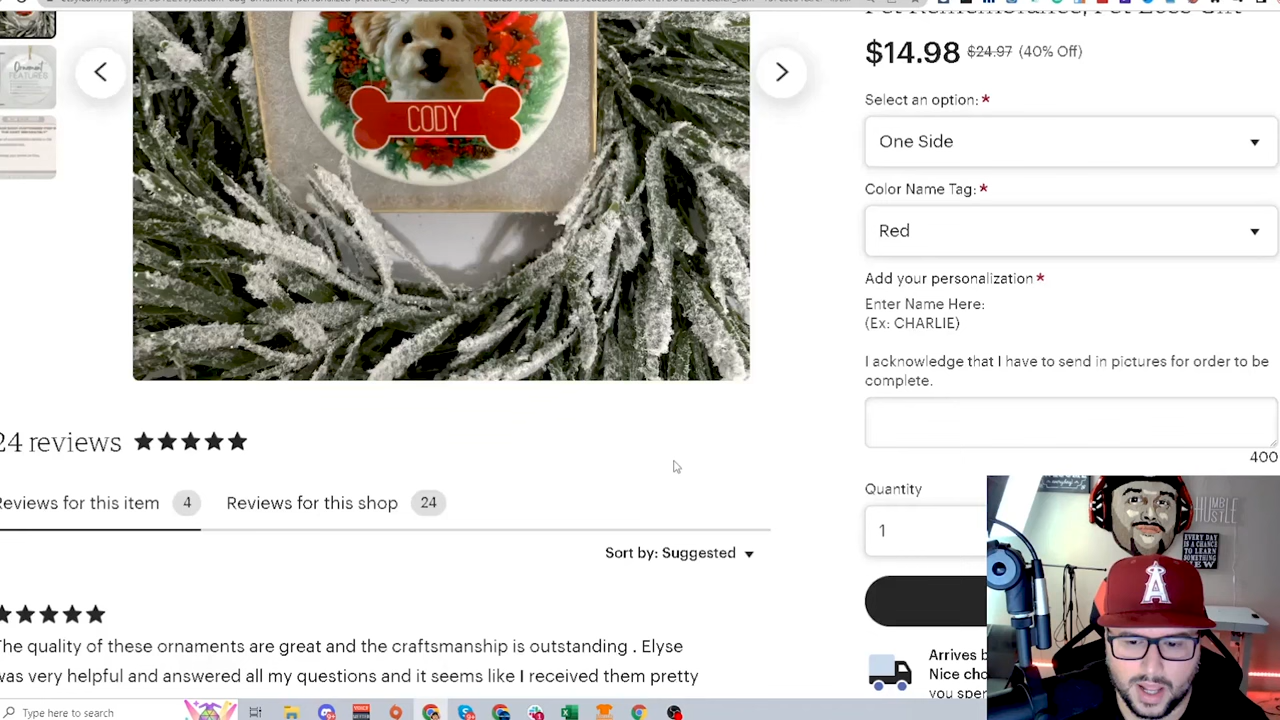 $14.98 $24.97 (40% Off)
Select an option: *
One Side
Color Name Tag: *
Red
Add your personalization *
Enter Name Here:
(Ex: CHARLIE)
I acknowledge that I have to send in pictures for order to be
complete.
400
Quantity
1
CODY
Ornament
FEATURES
24 reviews
Reviews for this item 4
Reviews for this shop 24
Sort by: Suggested
The quality of these ornaments are great and the craftsmanship is outstanding . Elyse
was very helpful and answered all my questions and it seems like I received them pretty
Arrives b
Nice cho
you spen
HUMBLE
HUSTLE
EVERY DAY
IS A CHANCE
TO LEARN
SOMETHING
NEW
A
Type here to search